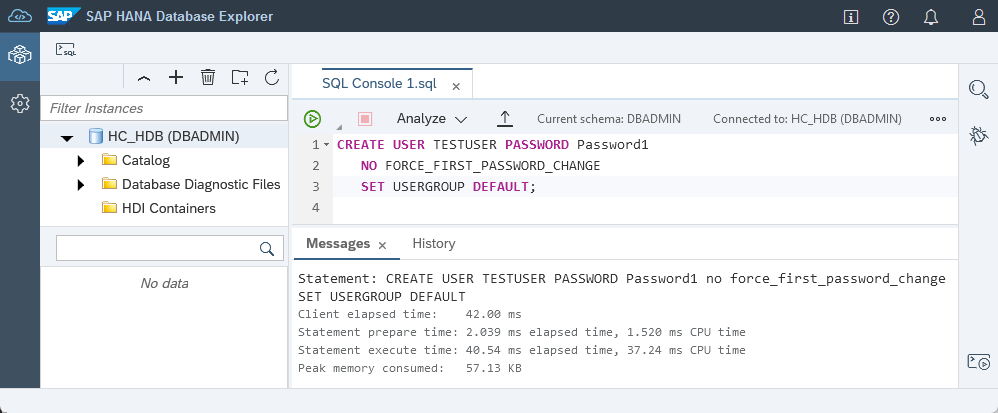 SAP SAP HANA Database Explorer
SQL
SQL Console 1.sql
Filter Instances
HC_HDB (DBADMIN)
Catalog
Database Diagnostic Files
HDI Containers
No data
Analyze Current schema: DBADMIN Connected to: HC_HDB (DBADMIN)
1 CREATE USER TESTUSER PASSWORD Password1
2 NO FORCE_FIRST_PASSWORD_CHANGE
3 SET USERGROUP DEFAULT;
4
Messages History
Statement: CREATE USER TESTUSER PASSWORD Password1 no force_first_password_change
SET USERGROUP DEFAULT
Client elapsed time: 42.00 ms
Statement prepare time: 2.039 ms elapsed time, 1.520 ms CPU time
Statement execute time: 40.54 ms elapsed time, 37.24 ms CPU time
Peak memory consumed: 57.13 KB